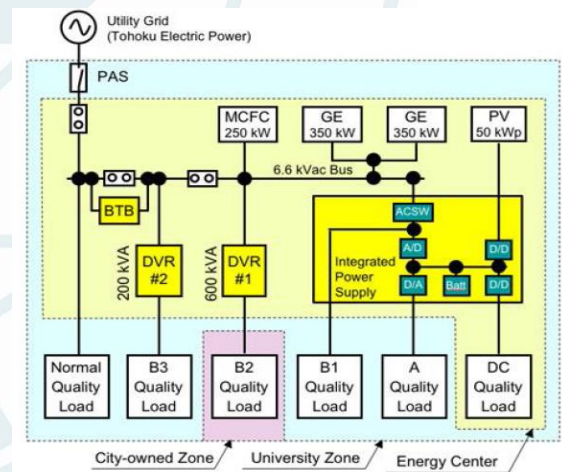 Utility Grid
(Tohoku Electric Power)
PAS
MCFC
250 kW
GE
350 kW
GE
350 kW
PV
50 kWp
6.6 kVac Bus
BTB
ACSW
200 kVA
DVR
#2
600 kVA
DVR
#1
Integrated
Power
Supply
A/D
D/D
D/A
Batt
D/D
Normal
Quality
Load
B3
Quality
Load
B2
Quality
Load
B1
Quality
Load
A
Quality
Load
DC
Quality
Load
City-owned Zone
University Zone
Energy Center